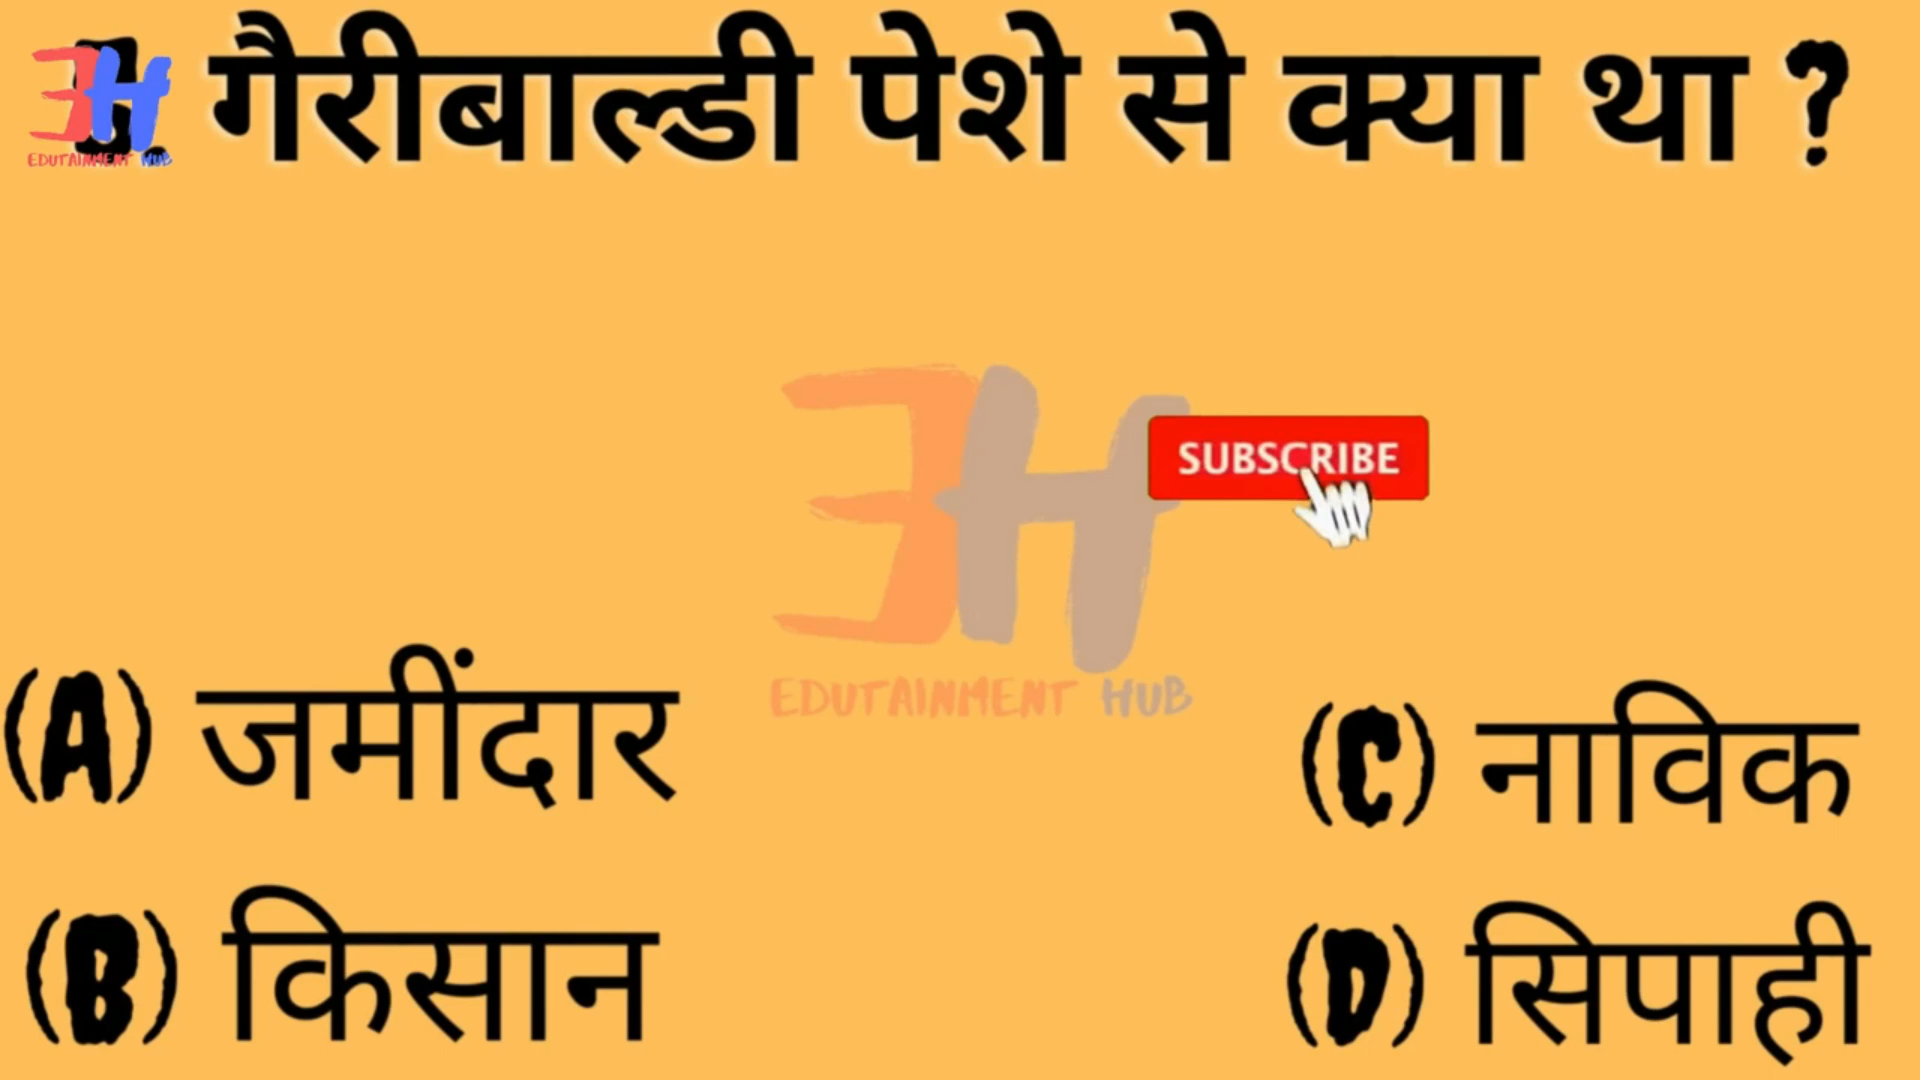 गैरीबाल्डी पेशे से क्या था ?
EDUTAINMENT HUB
SUBSCRIBE
EDUTAINMENT HUB
(A) जमींदार
(C) नाविक
(B) किसान
(D) सिपाही